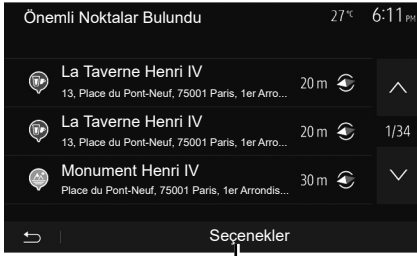 Önemli Noktalar Bulundu 27°C 6:11 PM
La Taverne Henri IV
13, Place du Pont-Neuf, 75001 Paris, 1er Arro... 20 m
La Taverne Henri IV
13, Place du Pont-Neuf, 75001 Paris, 1er Arro... 20 m
1/34
Monument Henri IV
Place du Pont-Neuf, 75001 Paris, 1er Arrondis... 30 m
Seçenekler